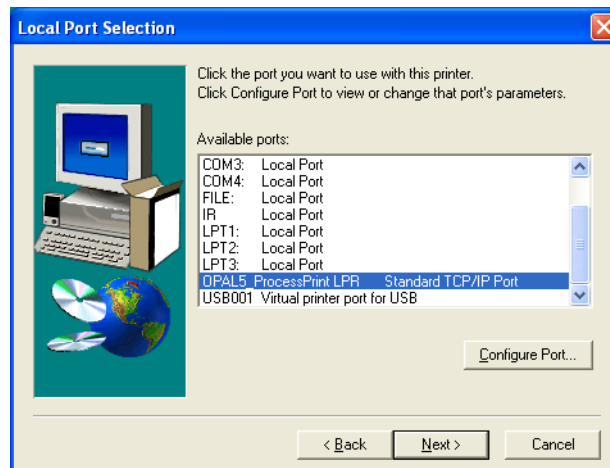 Local Port Selection
Click the port you want to use with this printer.
Click Configure Port to view or change that port's parameters.
Available ports:
COM3: Local Port
COM4: Local Port
FILE: Local Port
IR Local Port
LPT1: Local Port
LPT2: Local Port
LPT3: Local Port
OPAL5_ProcessPrint LPR Standard TCP/IP Port
USB001 Virtual printer port for USB
Configure Port...
< Back Next > Cancel